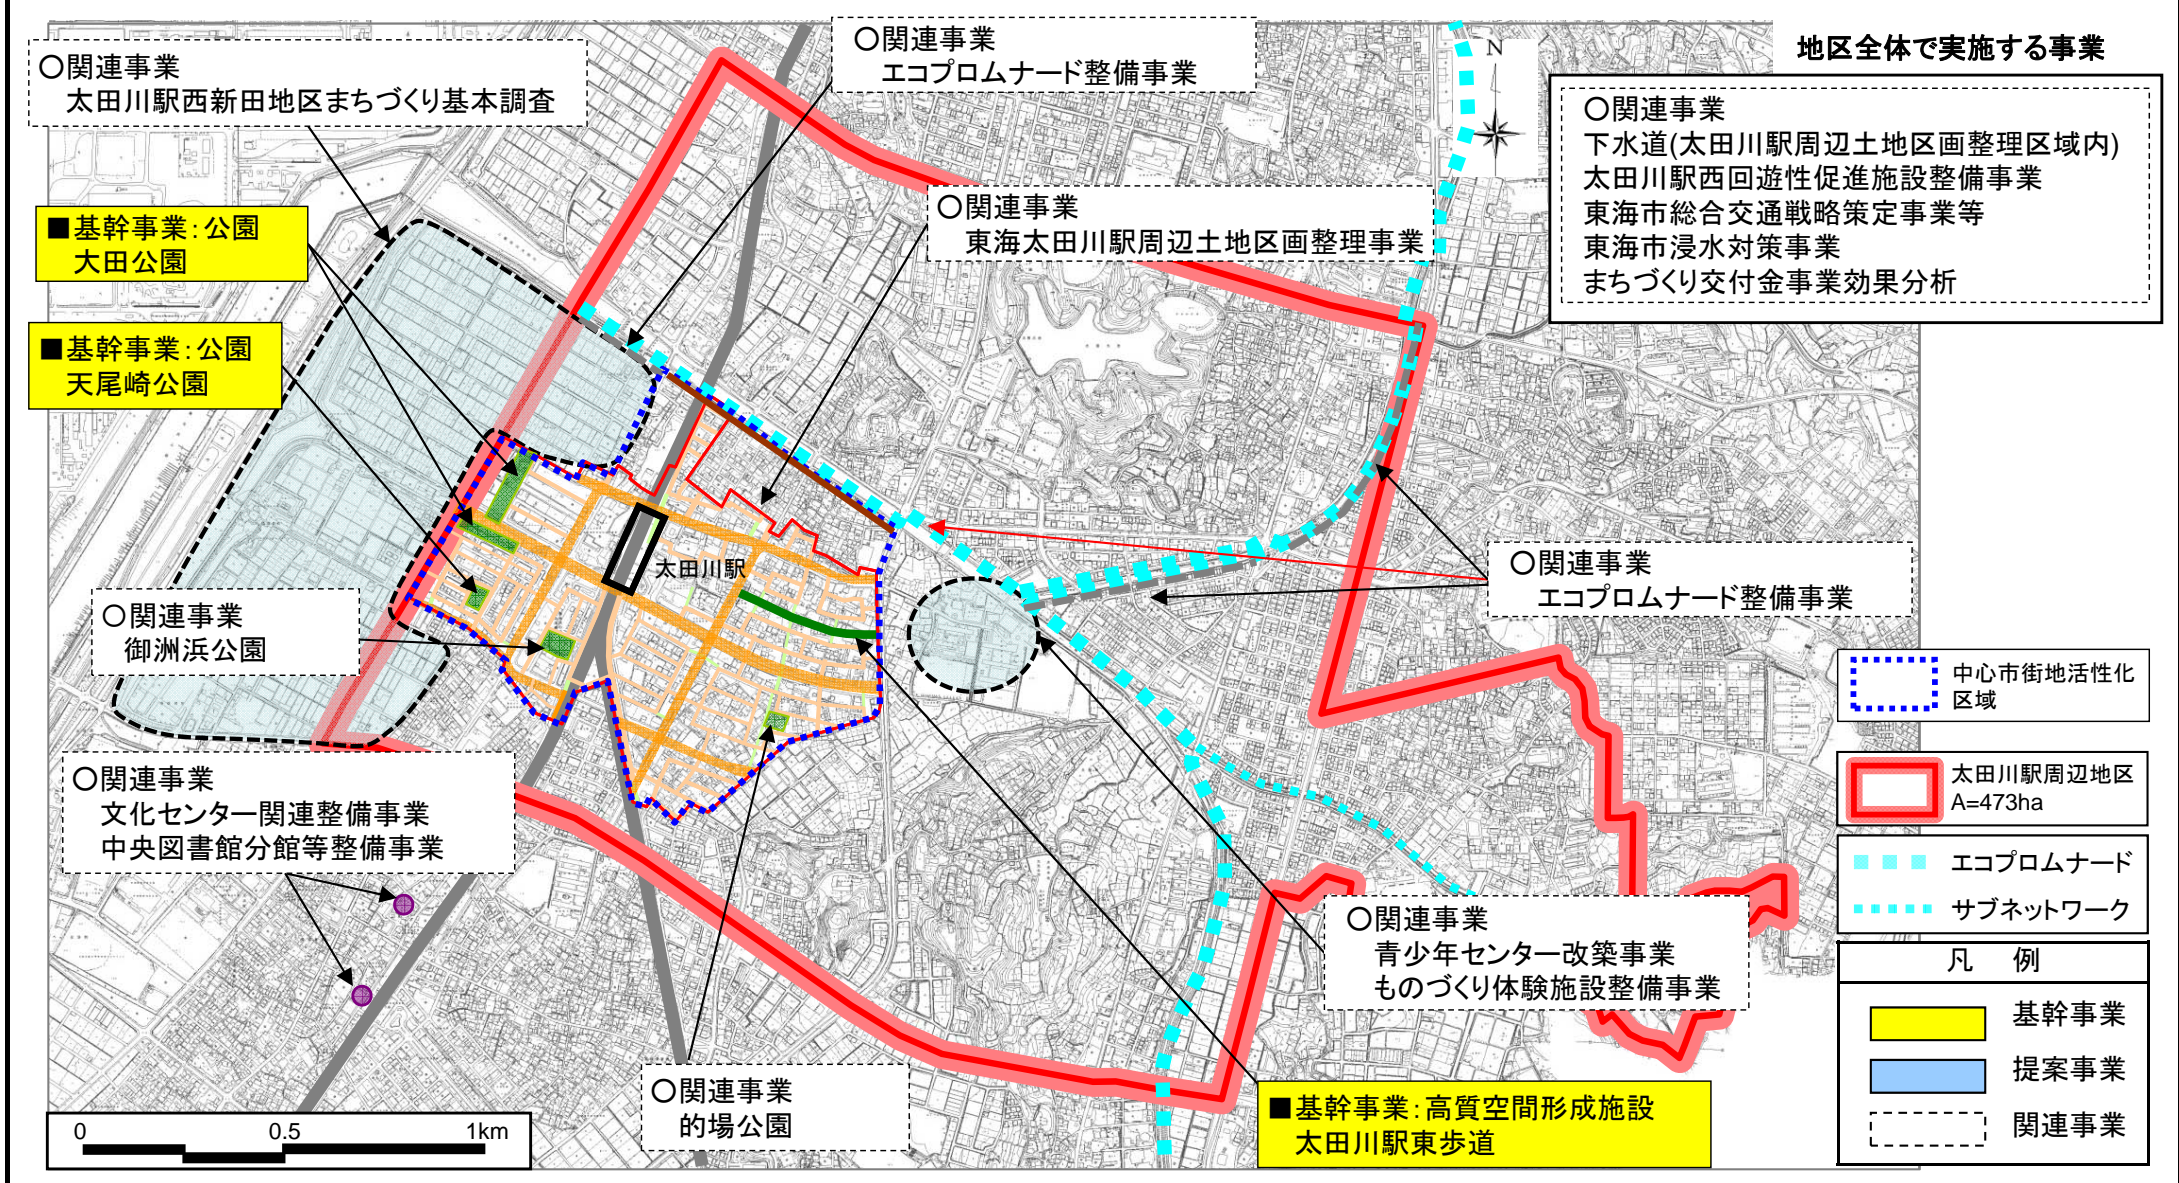 ○関連事業
太田川駅西新田地区まちづくり基本調査
○関連事業
エコプロムナード整備事業
N
地区全体で実施する事業
○関連事業
下水道(太田川駅周辺土地区画整理区域内)
太田川駅西回遊性促進施設整備事業
東海市総合交通戦略策定事業等
東海市浸水対策事業
まちづくり交付金事業効果分析
■基幹事業：公園
大田公園
○関連事業
東海太田川駅周辺土地区画整理事業
■基幹事業：公園
天尾崎公園
太田川駅
○関連事業
エコプロムナード整備事業
○関連事業
御洲浜公園
中心市街地活性化
区域
○関連事業
文化センター関連整備事業
中央図書館分館等整備事業
太田川駅周辺地区
A=473ha
エコプロムナード
サブネットワーク
○関連事業
青少年センター改築事業
ものづくり体験施設整備事業
凡 例
基幹事業
提案事業
関連事業
○関連事業
的場公園
■基幹事業：高質空間形成施設
太田川駅東歩道
0 0.5 1km